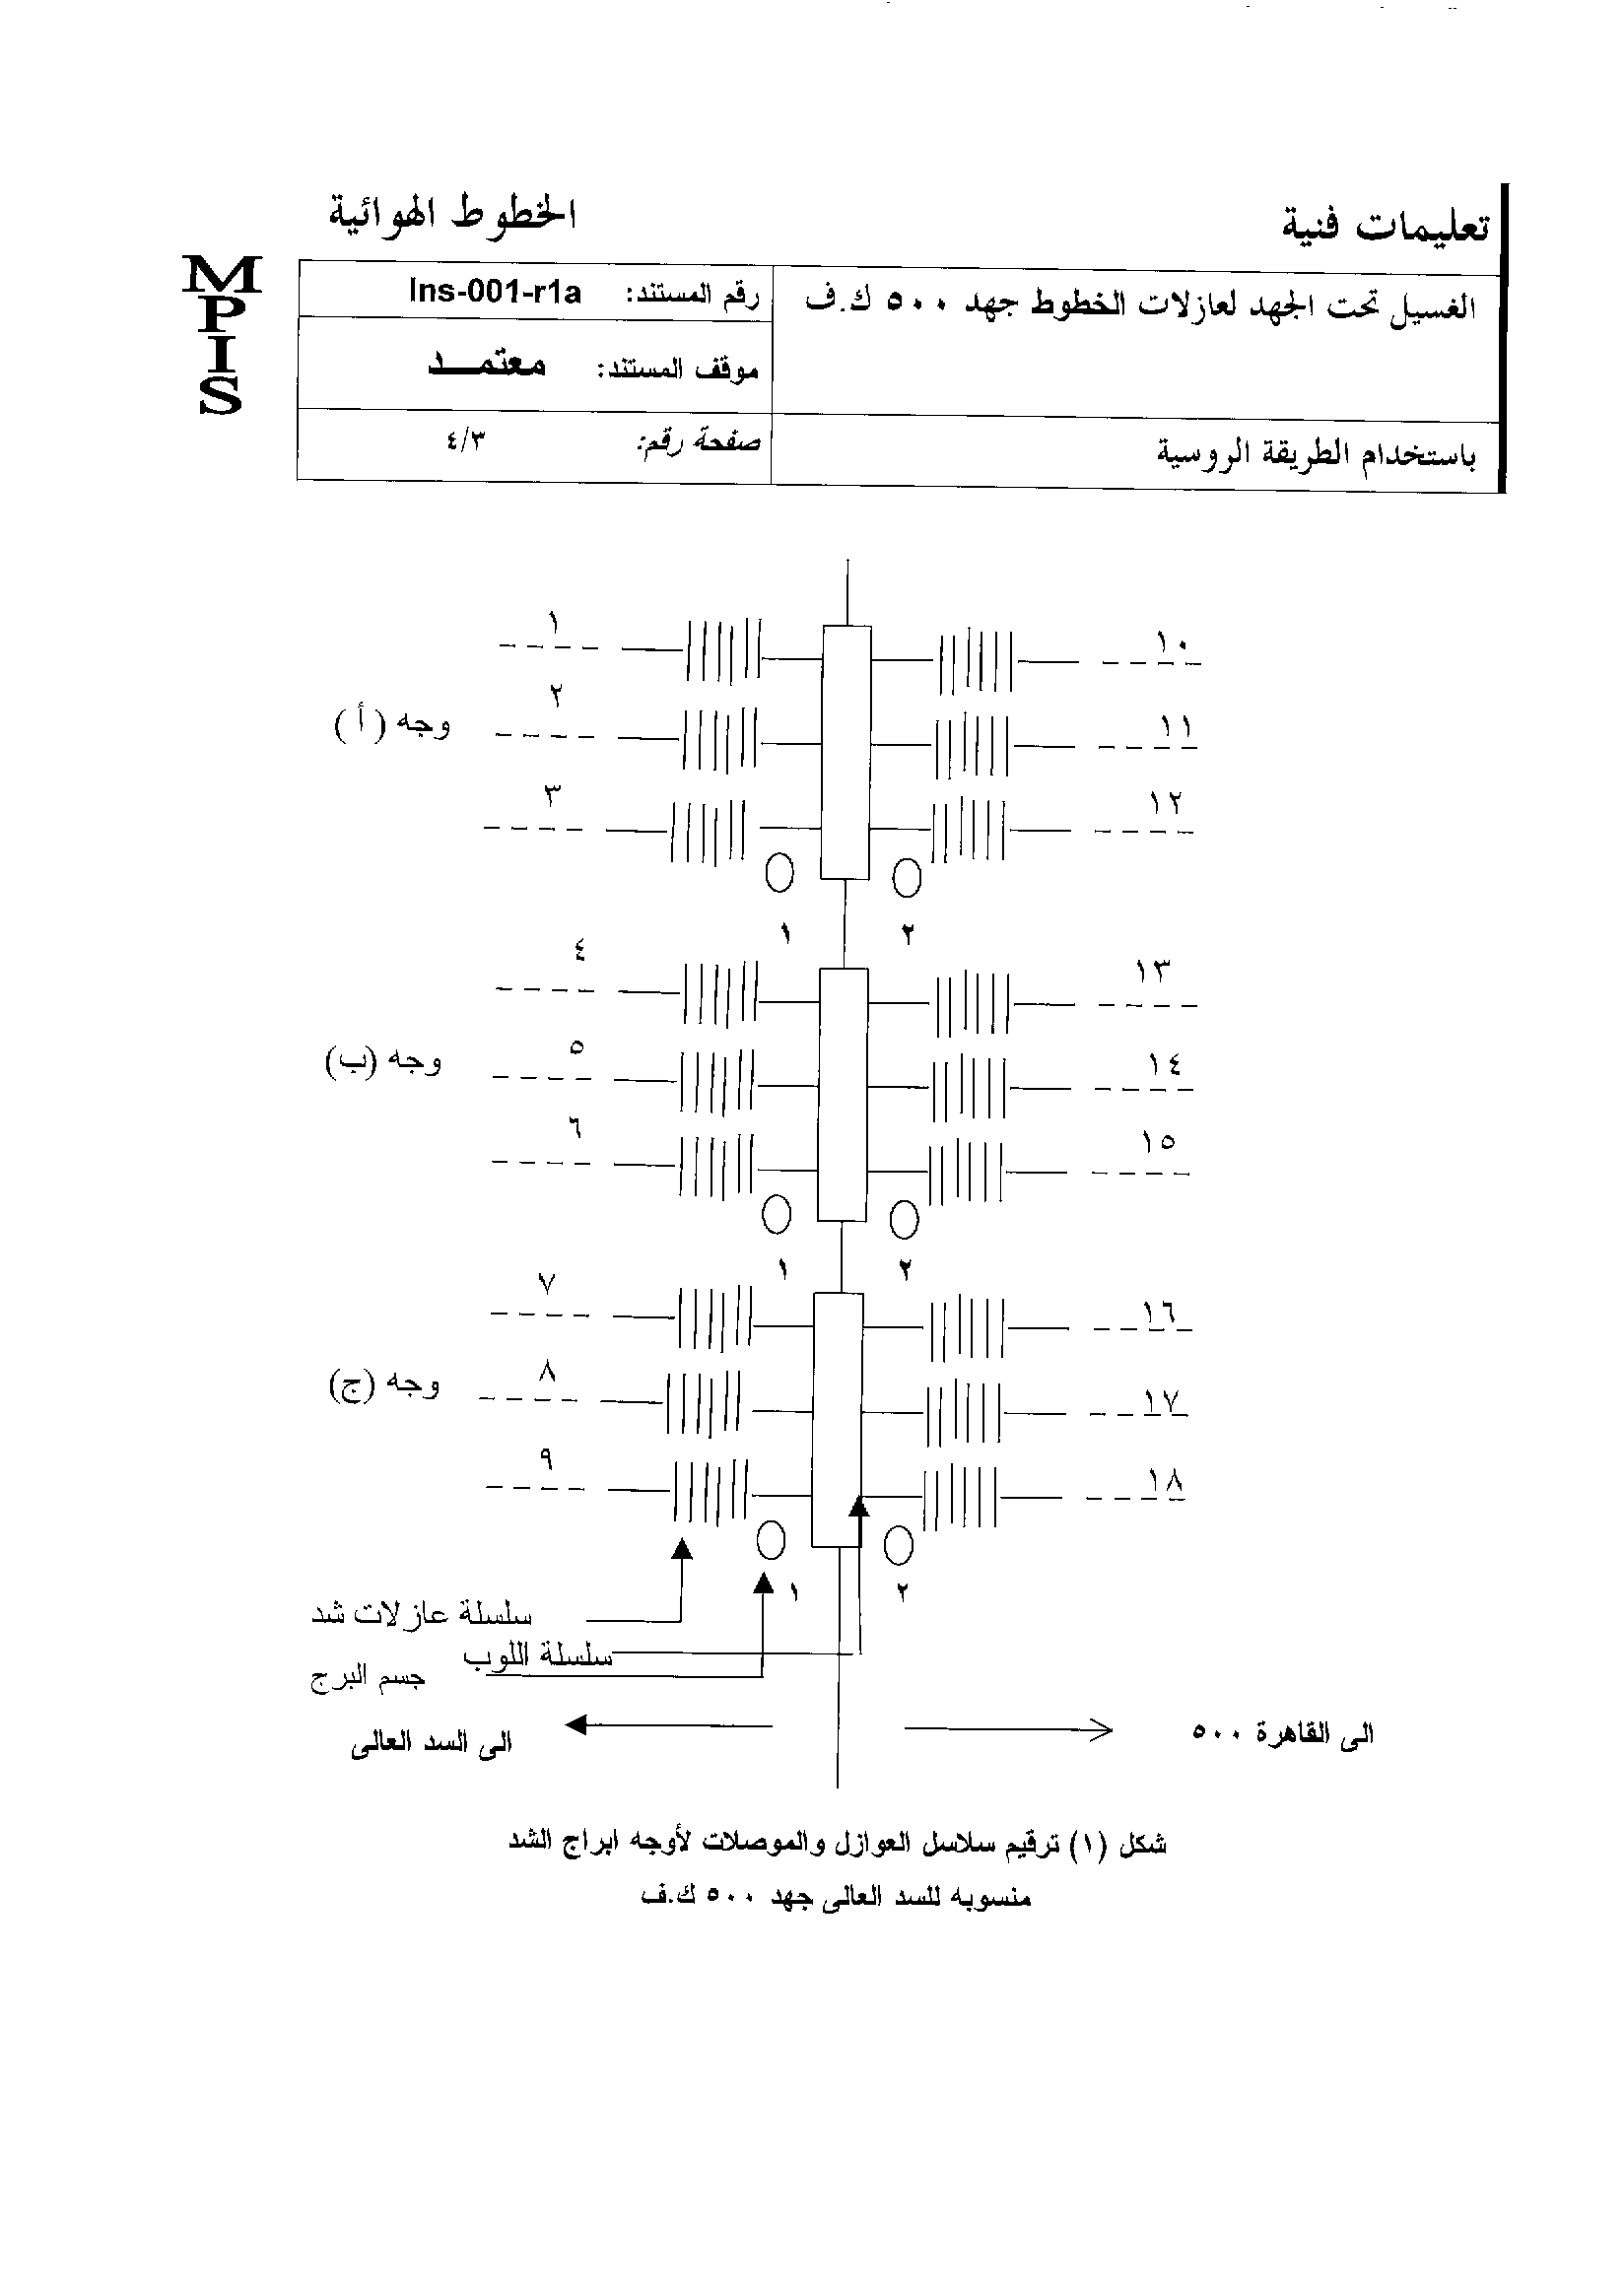 تعليمات فنية
الخطوط الهوائية
M
P
I
S
الغسيل تحت الجهد لعازلات الخطوط جهد ٥٠٠ ك.ف
رقم المستند: Ins-001-r1a
موقف المستند: معتمـــد
باستخدام الطريقة الروسية
صفحة رقم: ٤/٣
١
١٠
٢
١١
وجه ( أ )
٣
١٢
١
٢
٤
١٣
٥
١٤
وجه (ب)
٦
١٥
١
٢
٧
١٦
٨
١٧
وجه (ج)
٩
١٨
١
٢
سلسلة عازلات شد
سلسلة اللوب
جسم البرج
الى القاهرة ٥٠٠
الى السد العالى
شكل (١) ترقيم سلاسل العوازل والموصلات لأوجه ابراج الشد
منسوبه للسد العالى جهد ٥٠٠ ك.ف